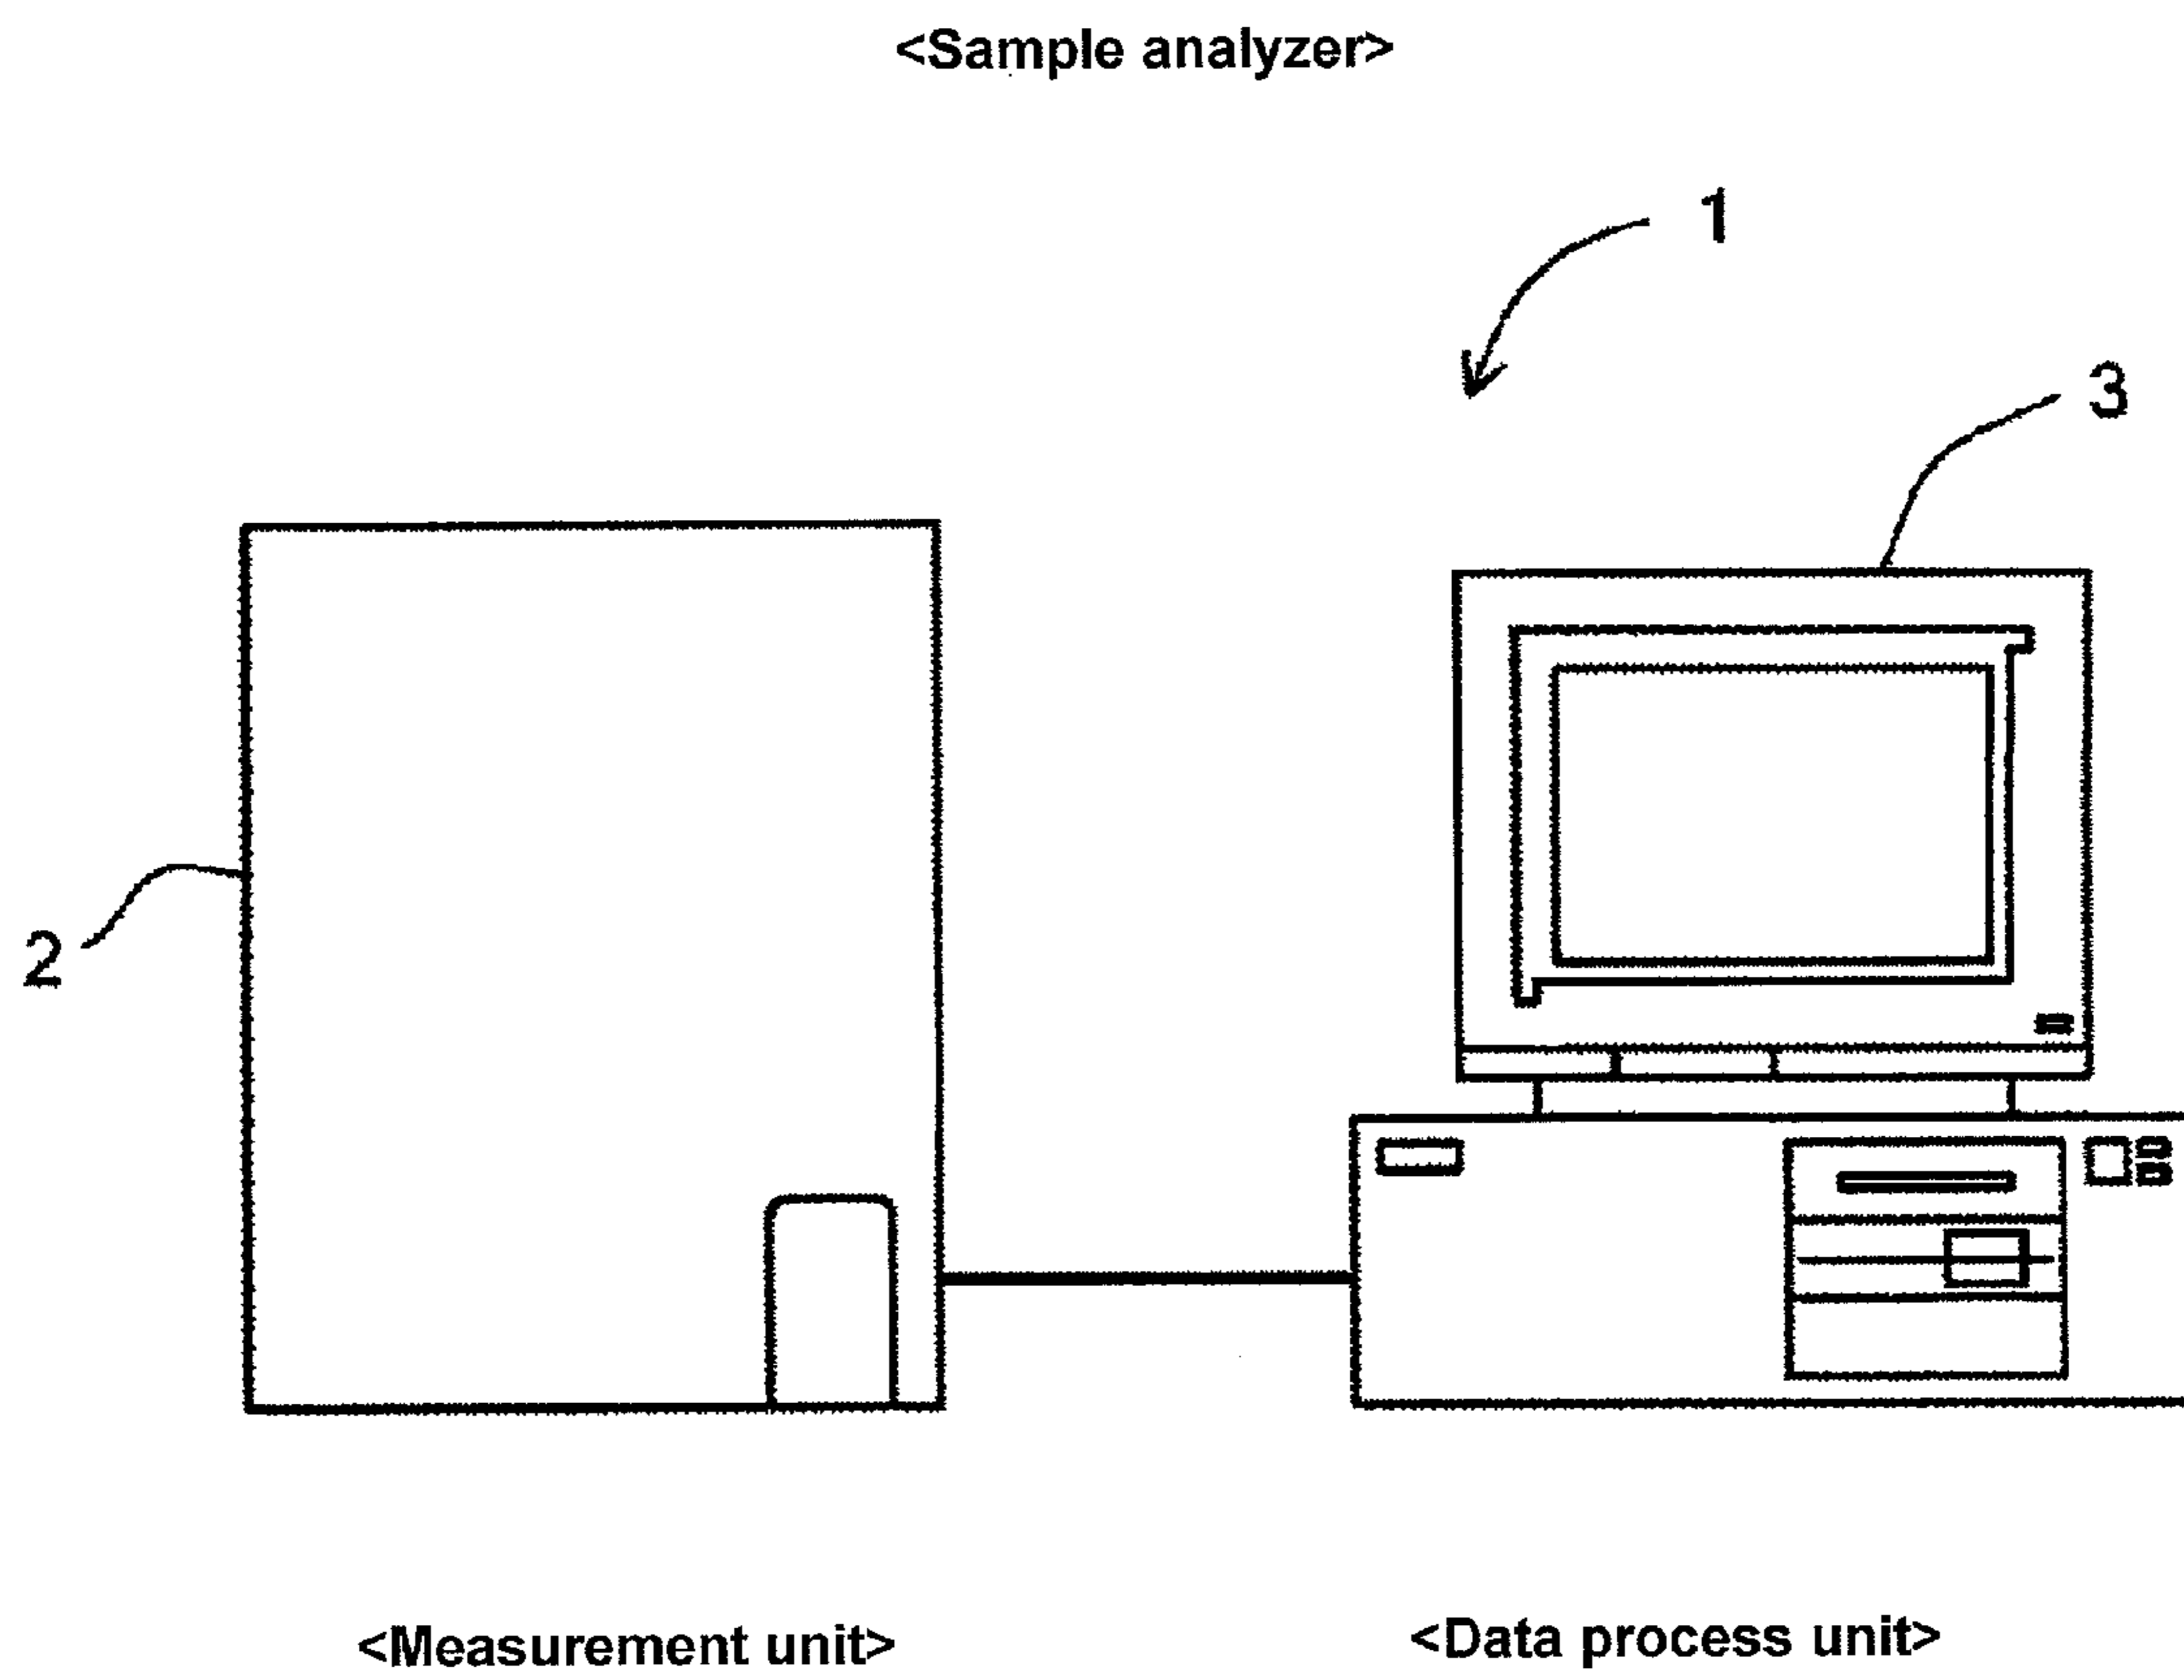 <Sample analyzer>
1
3
2
<Measurement unit>
<Data process unit>